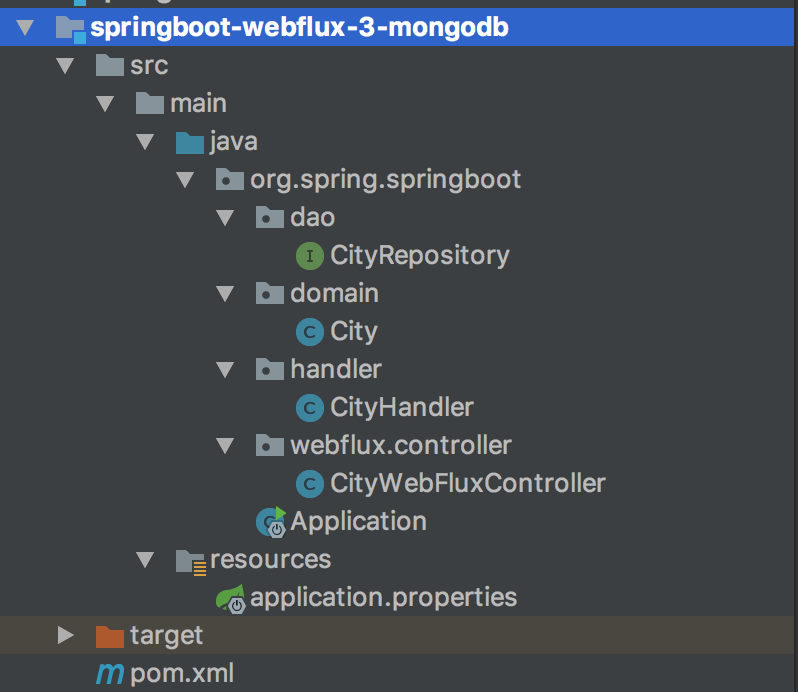 springboot-webflux-3-mongodb
src
main
java
org.spring.springboot
dao
CityRepository
domain
City
handler
CityHandler
webflux.controller
CityWebFluxController
Application
resources
application.properties
target
pom.xml